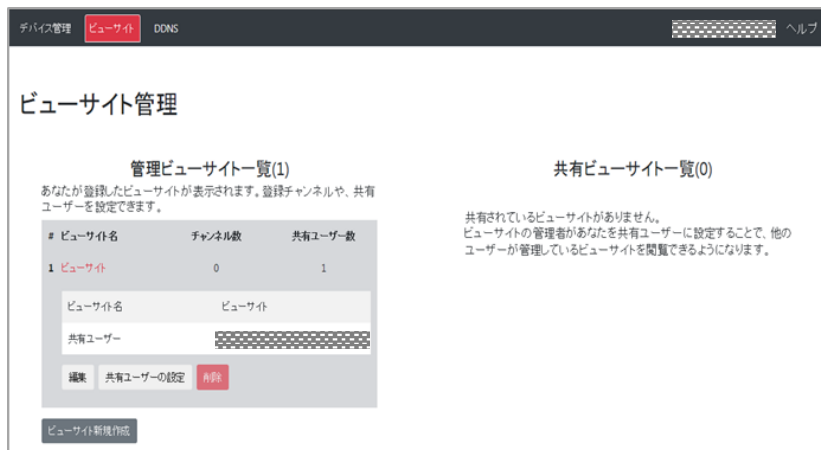 デバイス管理 ビューサイト DDNS ヘルプ
ビューサイト管理
管理ビューサイト一覧(1)
あなたが登録したビューサイトが表示されます。登録チャンネルや、共有
ユーザーを設定できます。
# ビューサイト名 チャンネル数 共有ユーザー数
1 ビューサイト 0 1
ビューサイト名 ビューサイト
共有ユーザー
編集 共有ユーザーの設定 削除
ビューサイト新規作成
共有ビューサイト一覧(0)
共有されているビューサイトがありません。
ビューサイトの管理者があなたを共有ユーザーに設定することで、他の
ユーザーが管理しているビューサイトを閲覧できるようになります。